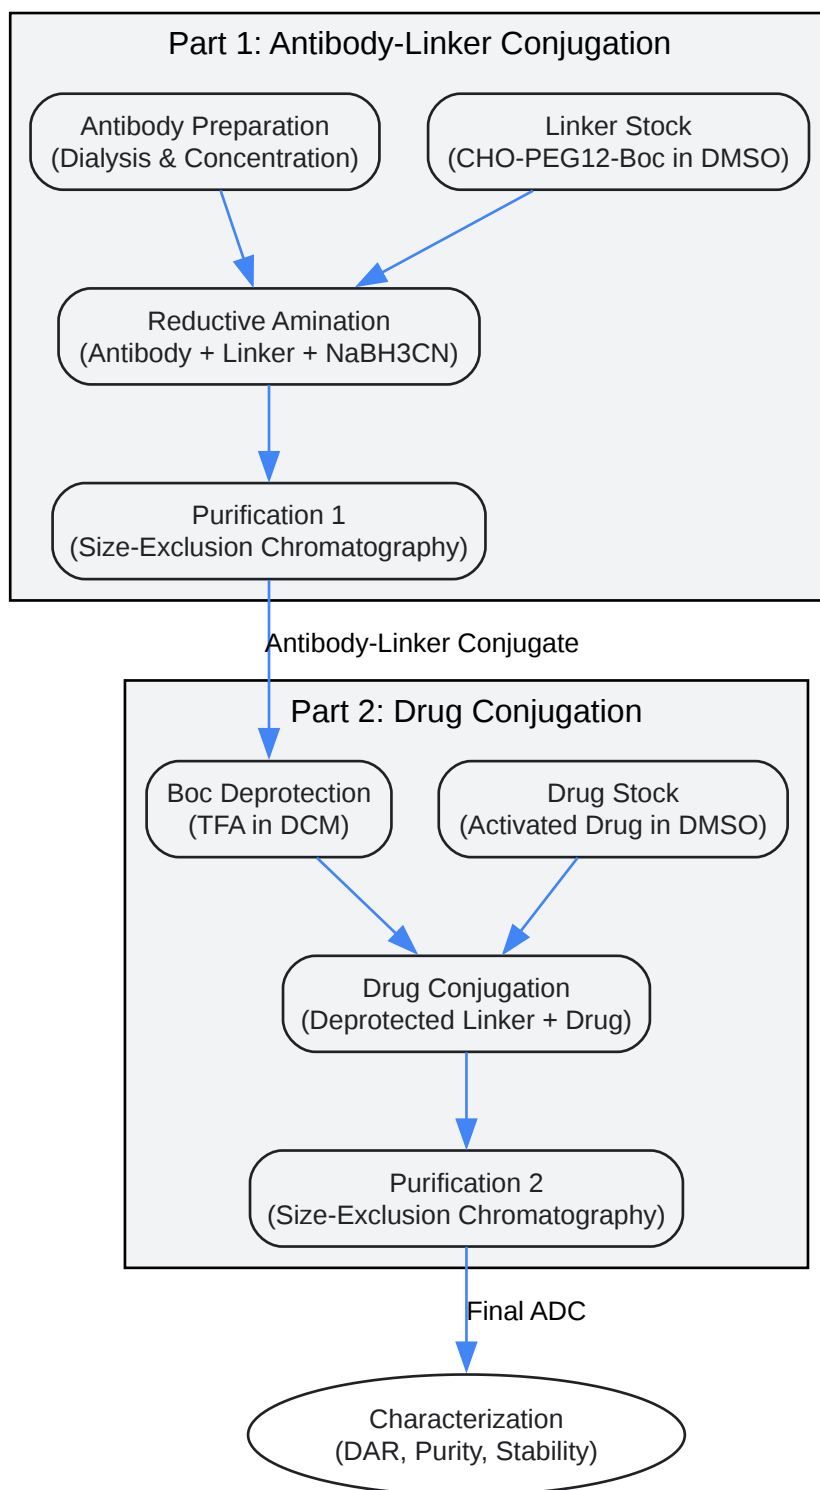 Part 1: Antibody-Linker Conjugation
Antibody Preparation
(Dialysis & Concentration)
Linker Stock
(CHO-PEG12-Boc in DMSO)
Reductive Amination
(Antibody + Linker + NaBH3CN)
Purification 1
(Size-Exclusion Chromatography)
Antibody-Linker Conjugate
Part 2: Drug Conjugation
Boc Deprotection
(TFA in DCM)
Drug Stock
(Activated Drug in DMSO)
Drug Conjugation
(Deprotected Linker + Drug)
Purification 2
(Size-Exclusion Chromatography)
Final ADC
Characterization
(DAR, Purity, Stability)